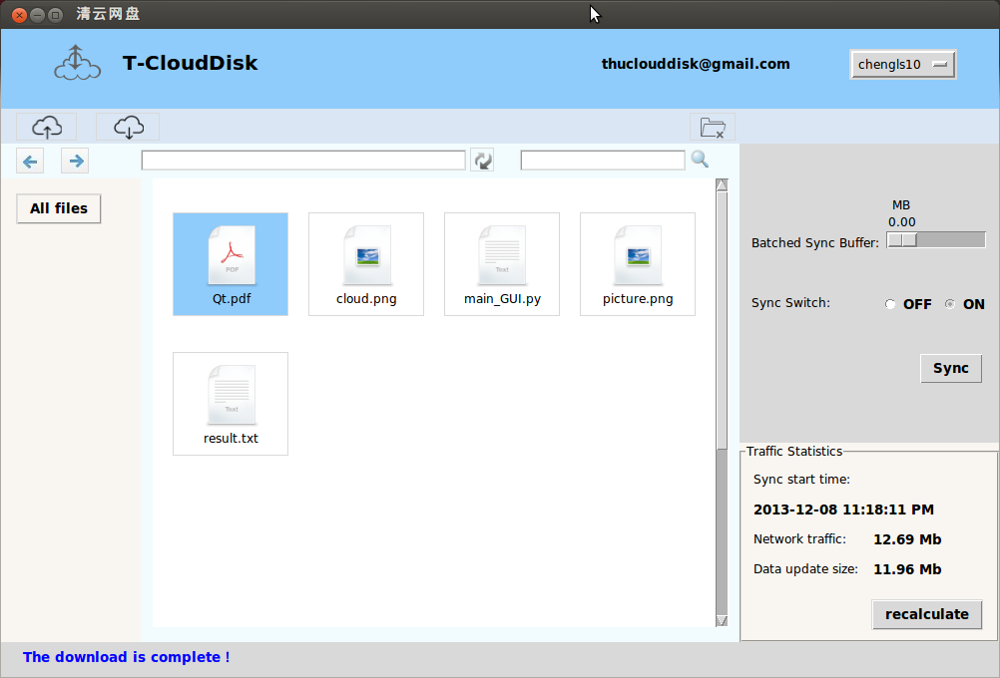 清云网盘
T-CloudDisk
thuclouddisk@gmail.com
chengls10
All files
PDF
Qt.pdf
cloud.png
Text
main_GUI.py
picture.png
Text
result.txt
MB
0.00
Batched Sync Buffer:
Sync Switch:
OFF
ON
Sync
Traffic Statistics
Sync start time:
2013-12-08 11:18:11 PM
Network traffic: 12.69 Mb
Data update size: 11.96 Mb
recalculate
The download is complete !